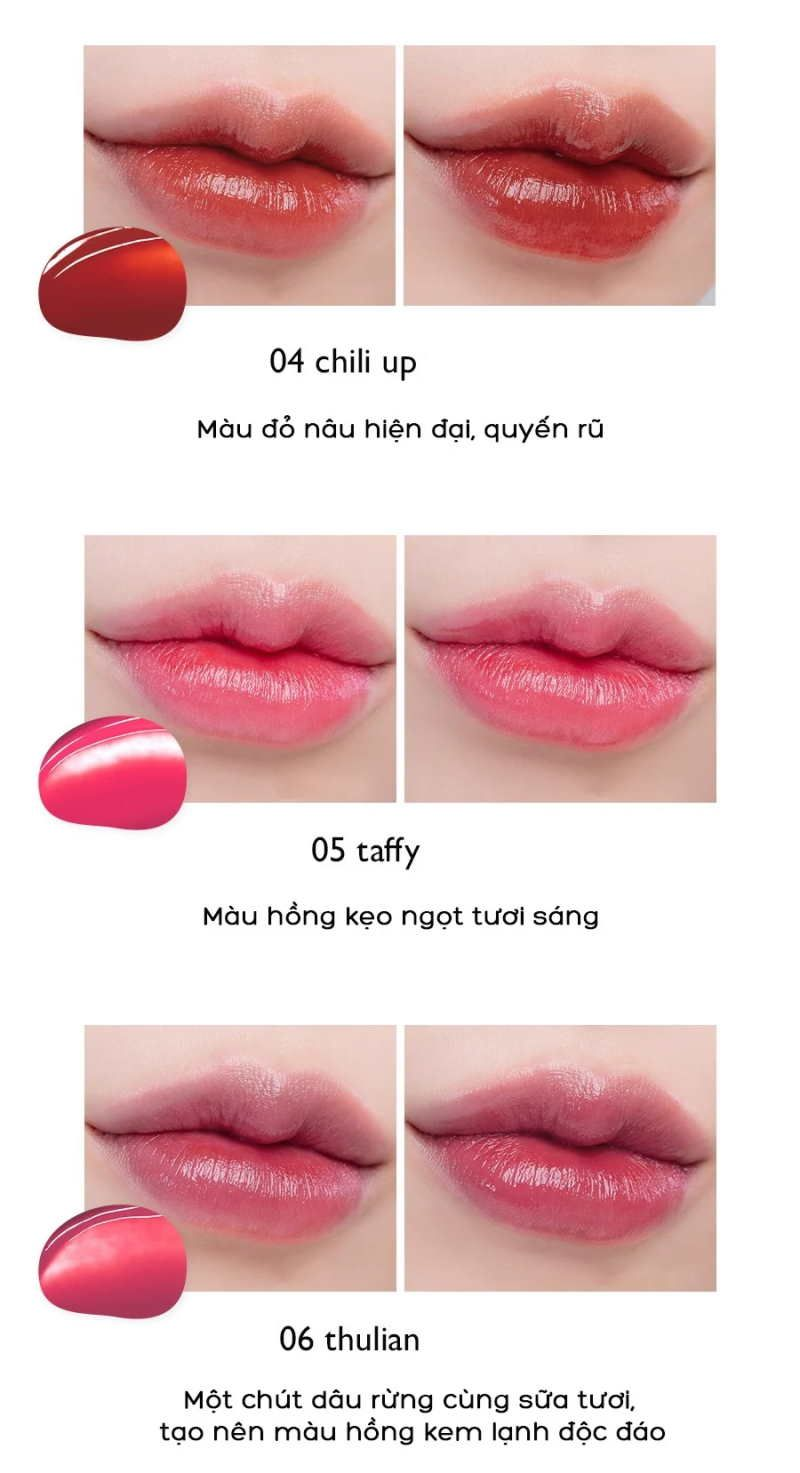 04 chili up
Màu đỏ nâu hiện đại, quyến rũ
05 taffy
Màu hồng kẹo ngọt tươi sáng
06 thulian
Một chút dâu rừng cùng sữa tươi,
tạo nên màu hồng kem lạnh độc đáo